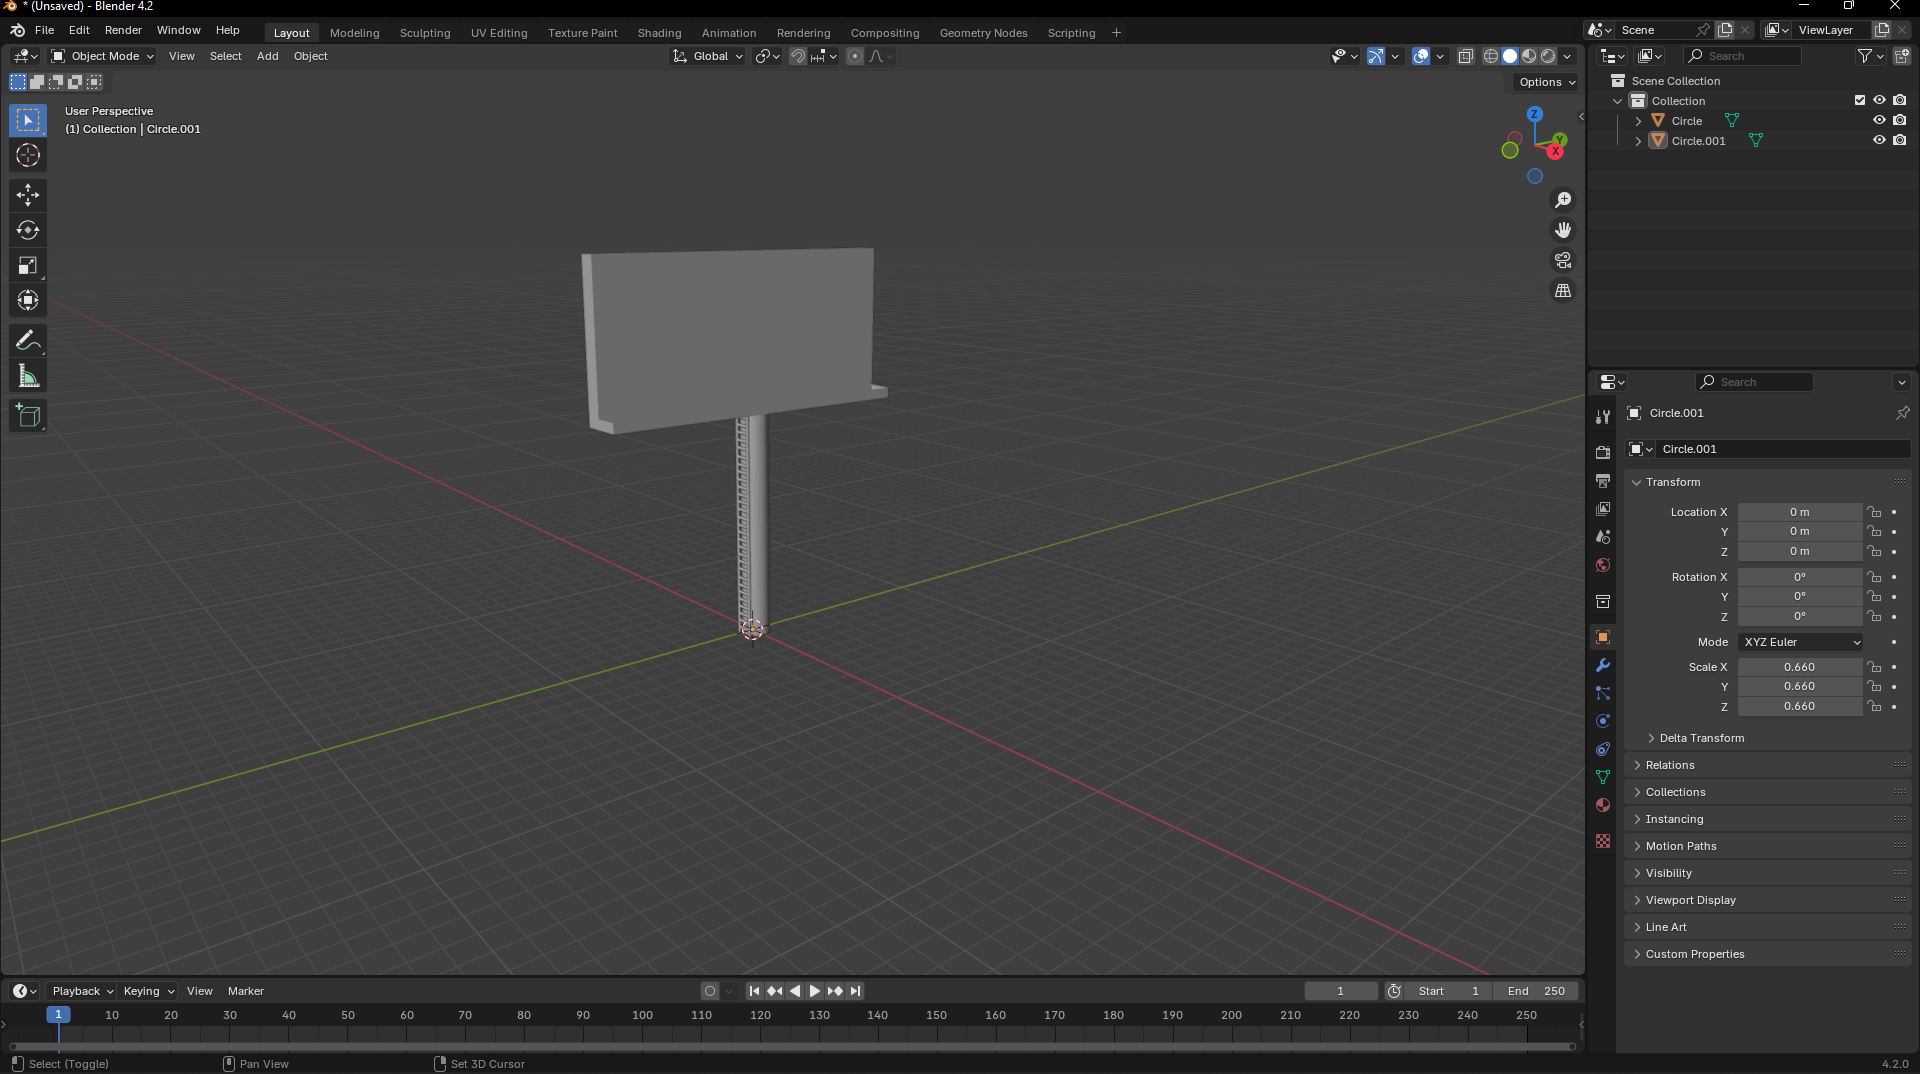 * (Unsaved) - Blender 4.2
File Edit Render Window Help
Layout Modeling Sculpting UV Editing Texture Paint Shading Animation Rendering Compositing Geometry Nodes Scripting +
Scene ViewLayer
Object Mode View Select Add Object
Global
Search
Options
User Perspective
(1) Collection | Circle.001
Z
Y
X
Scene Collection
Collection
Circle
Circle.001
Search
Circle.001
Circle.001
Transform
Location X 0 m
Y 0 m
Z 0 m
Rotation X 0°
Y 0°
Z 0°
Mode XYZ Euler
Scale X 0.660
Y 0.660
Z 0.660
Delta Transform
Relations
Collections
Instancing
Motion Paths
Visibility
Viewport Display
Line Art
Custom Properties
Playback Keying View Marker
1 Start 1 End 250
1 10 20 30 40 50 60 70 80 90 100 110 120 130 140 150 160 170 180 190 200 210 220 230 240 250
Select (Toggle) Pan View Set 3D Cursor
4.2.0